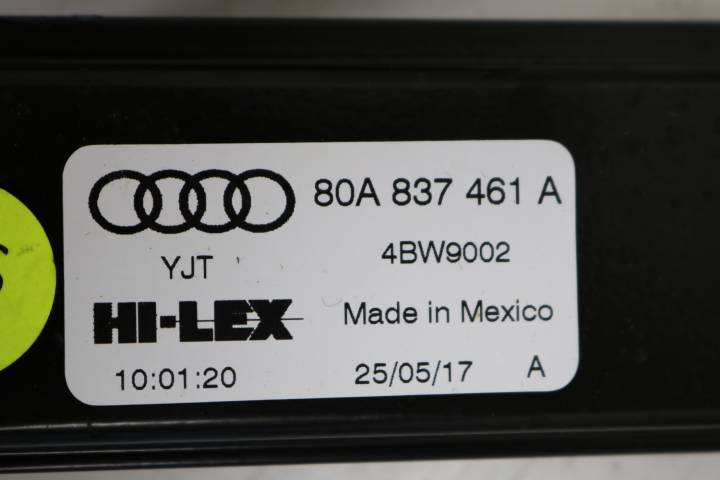 80A 837 461 A
YJT 4BW9002
HI-LEX Made in Mexico
10:01:20 25/05/17 A